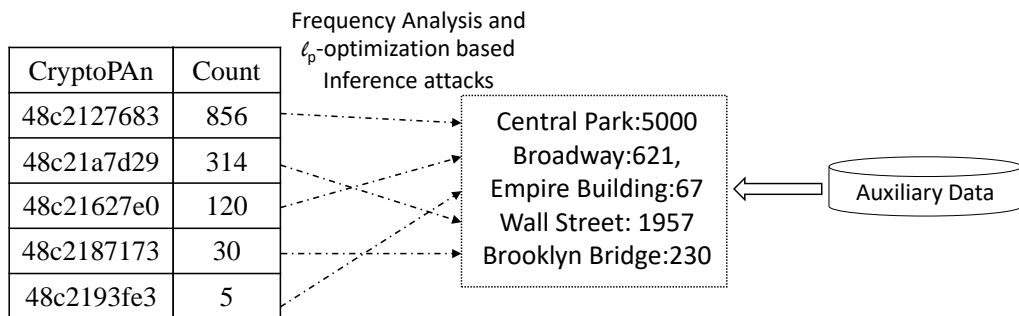 Frequency Analysis and
ℓp-optimization based
Inference attacks
CryptoPAn Count
48c2127683 856
48c21a7d29 314
48c21627e0 120
48c2187173 30
48c2193fe3 5
Central Park:5000
Broadway:621,
Empire Building:67
Wall Street: 1957
Brooklyn Bridge:230
Auxiliary Data